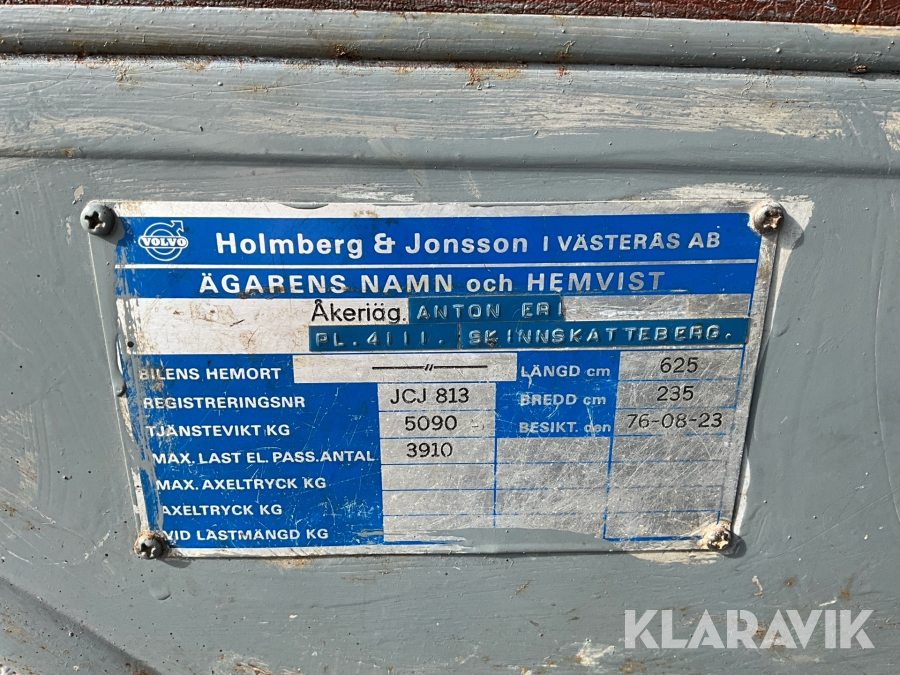 VOLVO
Holmberg & Jonsson I VÄSTERÅS AB
ÄGARENS NAMN och HEMVIST
Åkeriäg. ANTON ERI
PL. 4111. SKINNSKATTEBERG.
BILENS HEMORT —〃— LÄNGD cm 625
REGISTRERINGSNR JCJ 813 BREDD cm 235
TJÄNSTEVIKT KG 5090 BESIKT. den 76-08-23
MAX. LAST EL. PASS.ANTAL 3910
MAX. AXELTRYCK KG
AXELTRYCK KG
VID LASTMÄNGD KG
KLARAVIK